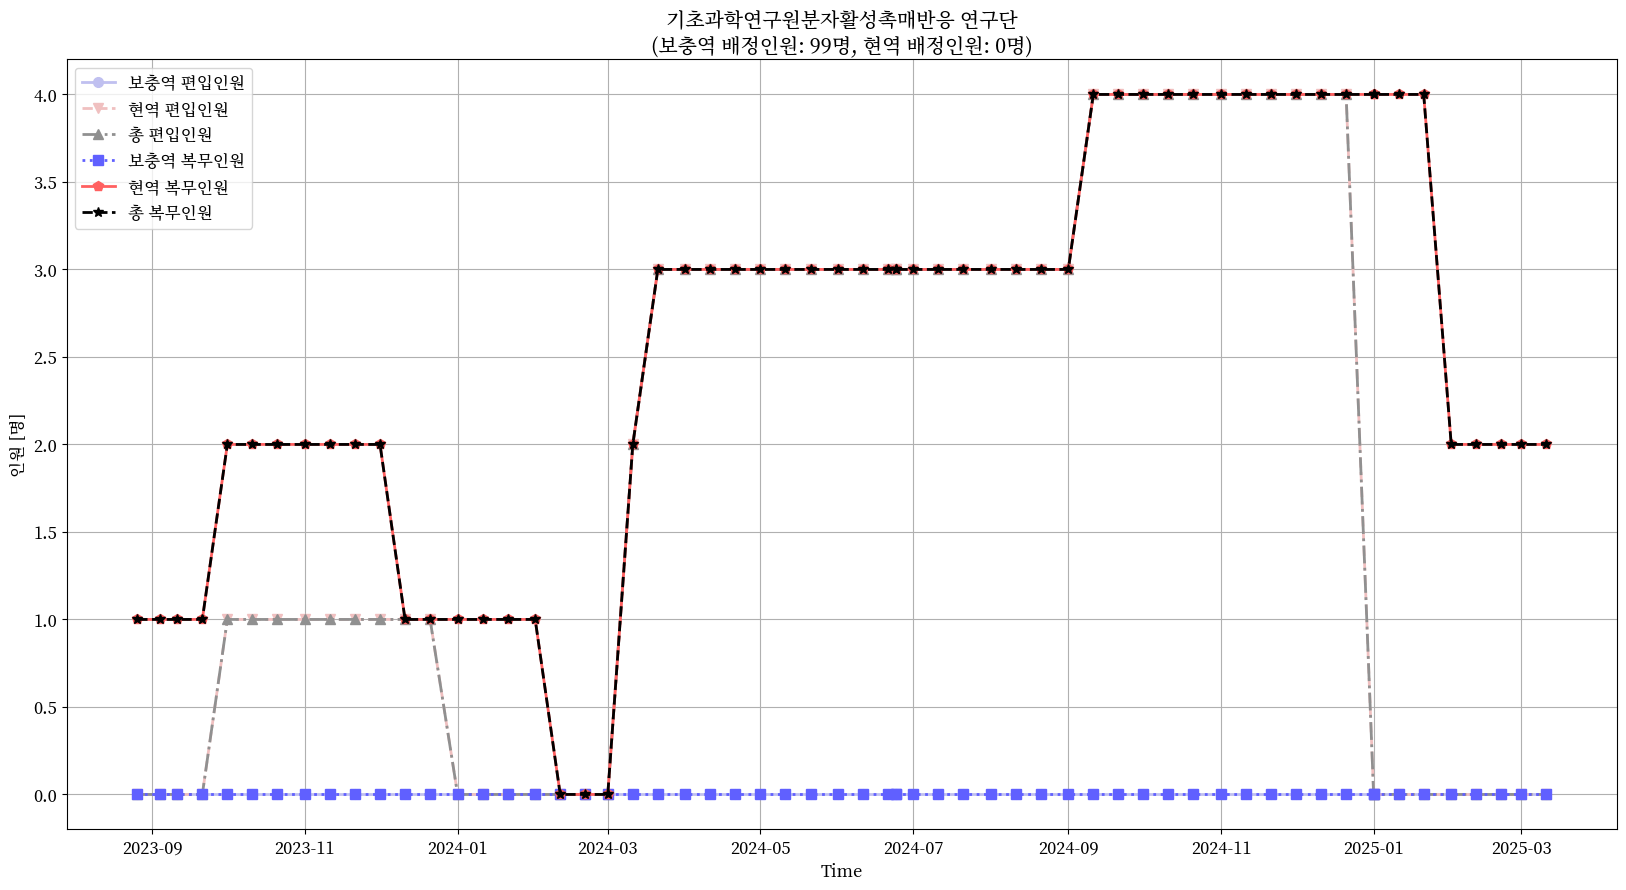 기초과학연구원분자활성촉매반응 연구단
(보충역 배정인원: 99명, 현역 배정인원: 0명)
보충역 편입인원
현역 편입인원
총 편입인원
보충역 복무인원
현역 복무인원
총 복무인원
4.0
3.5
3.0
2.5
2.0
1.5
1.0
0.5
0.0
인원 [명]
2023-09
2023-11
2024-01
2024-03
2024-05
2024-07
2024-09
2024-11
2025-01
2025-03
Time